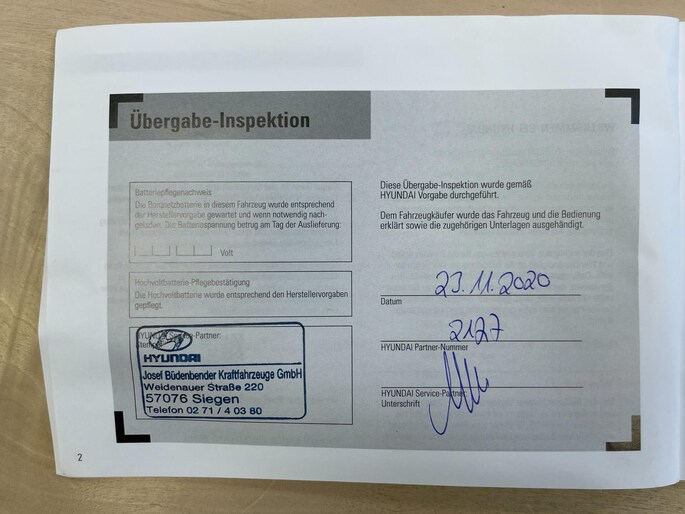 Übergabe-Inspektion
Batteriepflegenachweis
Die Bordnetzbatterie in diesem Fahrzeug wurde entsprechend
der Herstellervorgabe gewartet und wenn notwendig nach-
geladen. Die Batteriespannung betrug am Tag der Auslieferung:
Volt
Hochvoltbatterie-Pflegebestätigung
Die Hochvoltbatterie wurde entsprechend den Herstellervorgaben
gepflegt.
HYUNDAI Service-Partner:
HYUNDAI
Josef Büdenbender Kraftfahrzeuge GmbH
Weidenauer Straße 220
57076 Siegen
Telefon 02 71 / 4 03 80
Diese Übergabe-Inspektion wurde gemäß
HYUNDAI Vorgabe durchgeführt.
Dem Fahrzeugkäufer wurde das Fahrzeug und die Bedienung
erklärt sowie die zugehörigen Unterlagen ausgehändigt.
23.11.2020
Datum
2127
HYUNDAI Partner-Nummer
HYUNDAI Service-Partner:
Unterschrift
2